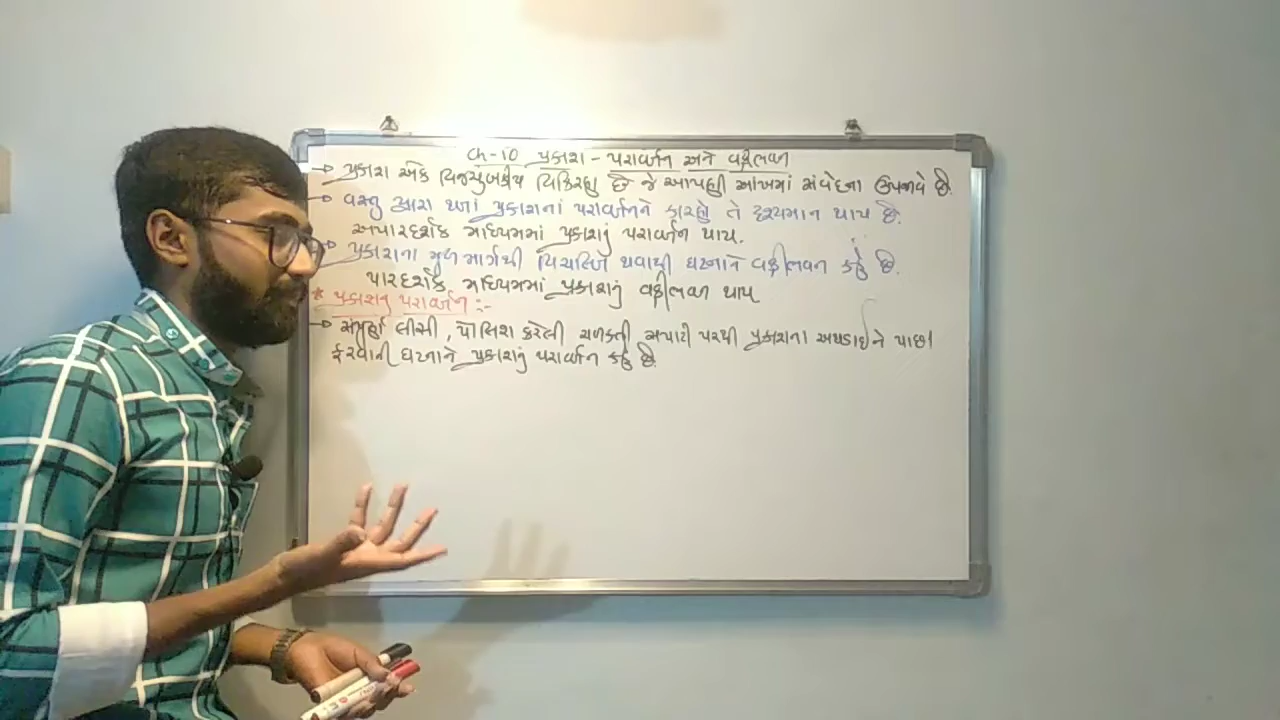 Ch-10 પ્રકાશ - પરાવર્તન અને વક્રીભવન
→ પ્રકાશ એક વિજચુંબકીય વિકિરણ છે જે આપણી આંખમાં સંવેદના ઉપજાવે છે.
→ વસ્તુ દ્વારા થતાં પ્રકાશનાં પરાવર્તનને કારણે તે દૃશ્યમાન થાય છે.
અપારદર્શક માધ્યમમાં પ્રકાશનું પરાવર્તન થાય.
→ પ્રકાશના મુળ માર્ગથી વિચલિત થવાથી ઘટનાને વક્રીભવન કહે છે.
પારદર્શક માધ્યમમાં પ્રકાશનું વક્રીભવન થાય
* પ્રકાશનું પરાવર્તન :-
→ સંપૂર્ણ લીસી, પોલિશ કરેલી ચળકતી સપાટી પરથી પ્રકાશના અથડાઈને પાછા
ફરવાની ઘટનાને પ્રકાશનું પરાવર્તન કહે છે.